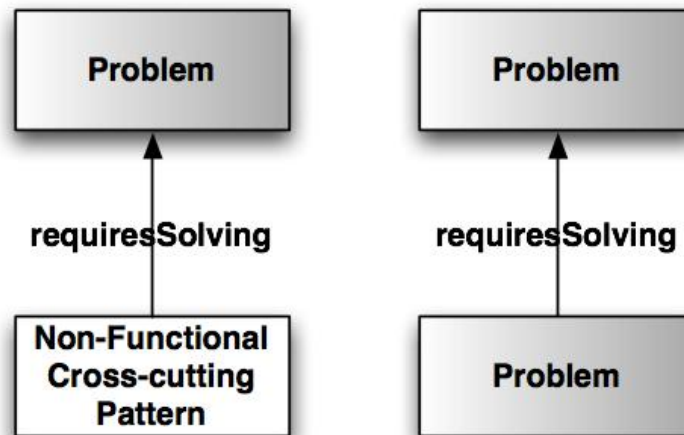 Problem
Problem
requiresSolving
requiresSolving
Non-Functional
Cross-cutting
Pattern
Problem